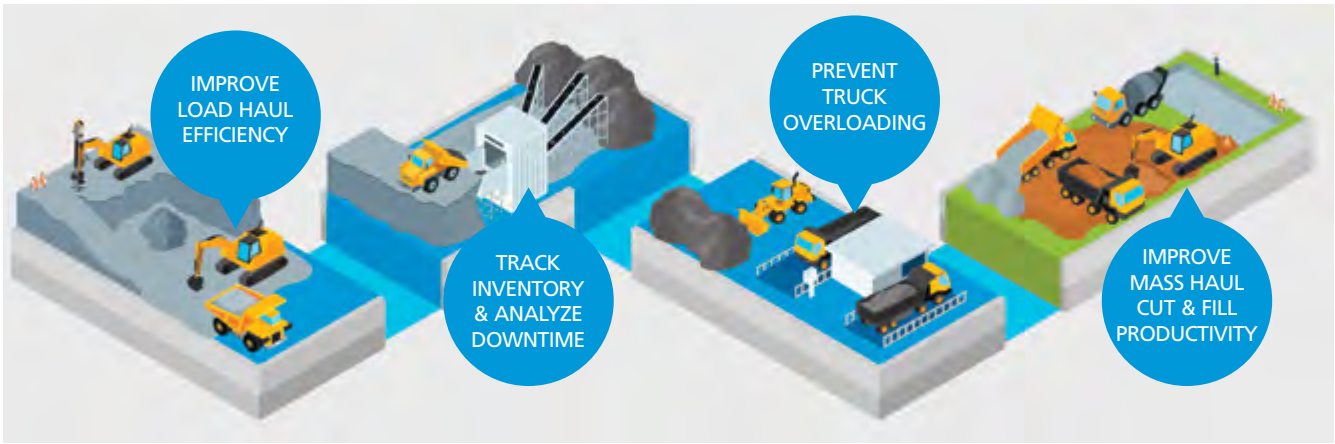 IMPROVE
LOAD HAUL
EFFICIENCY
TRACK
INVENTORY
& ANALYZE
DOWNTIME
PREVENT
TRUCK
OVERLOADING
IMPROVE
MASS HAUL
CUT & FILL
PRODUCTIVITY